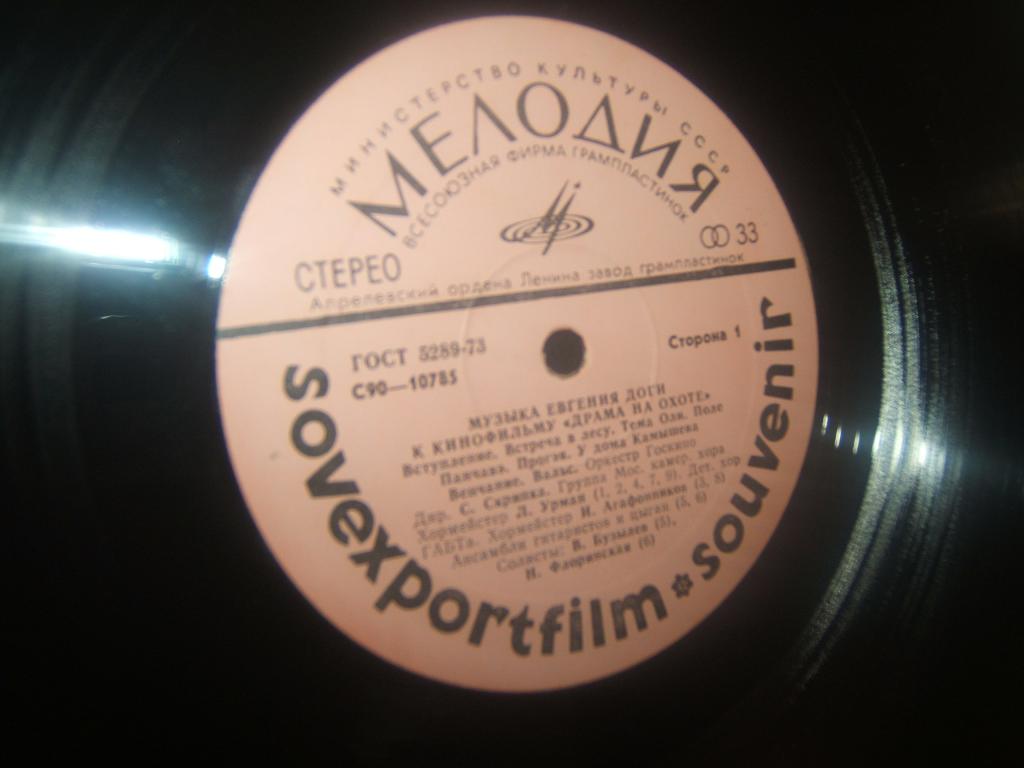 МИНИСТЕРСТВО КУЛЬТУРЫ СССР
МЕЛОДИЯ
ВСЕСОЮЗНАЯ ФИРМА ГРАМПЛАСТИНОК
СТЕРЕО
33
Апрелевский ордена Ленина завод грампластинок
ГОСТ 5289-73
Сторона 1
С90—10785
МУЗЫКА ЕВГЕНИЯ ДОГИ
К КИНОФИЛЬМУ «ДРАМА НА ОХОТЕ»
Вступление. Встреча в лесу. Тема Оли. Поле
Панчава. Прогоя. У дома Камышева
Венчание. Вальс. Оркестр Госкино
Дир. С. Скрипка. Группа Мос. камер. хора
Хормейстер Л. Урман (1, 2, 4, 7, 9). Дет. хор
ГАБТа. Хормейстер И. Агафонников (3, 8)
Ансамбли гитаристов и цыган (5, 6)
Солисты: В. Бузылев (5),
Н. Флоринская (6)
sovexportfilm * souvenir